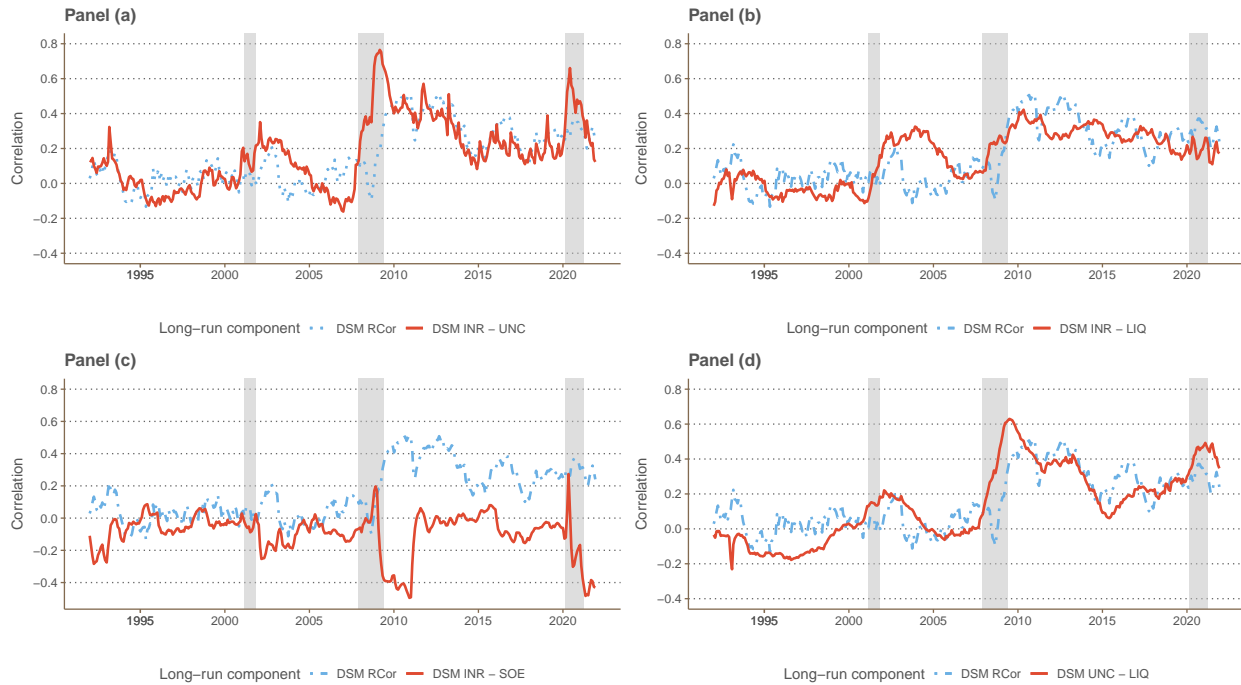 Panel (a)
0.8
0.6
0.4
0.2
0.0
−0.2
−0.4
Correlation
1995 2000 2005 2010 2015 2020
Long−run component DSM RCor DSM INR − UNC
Panel (b)
0.8
0.6
0.4
0.2
0.0
−0.2
−0.4
Correlation
1995 2000 2005 2010 2015 2020
Long−run component DSM RCor DSM INR − LIQ
Panel (c)
0.8
0.6
0.4
0.2
0.0
−0.2
−0.4
Correlation
1995 2000 2005 2010 2015 2020
Long−run component DSM RCor DSM INR − SOE
Panel (d)
0.8
0.6
0.4
0.2
0.0
−0.2
−0.4
Correlation
1995 2000 2005 2010 2015 2020
Long−run component DSM RCor DSM UNC − LIQ